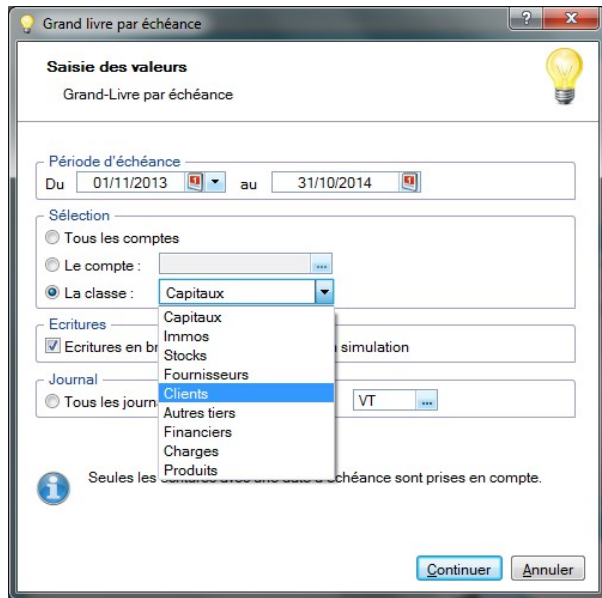 Grand livre par échéance
Saisie des valeurs
Grand-Livre par échéance
Période d'échéance
Du 01/11/2013 au 31/10/2014
Sélection
Tous les comptes
Le compte : ...
La classe : Capitaux
Capitaux
Immos
Stocks
Fournisseurs
Clients
Autres tiers
Financiers
Charges
Produits
Ecritures
Ecritures en simulation
Journal
Tous les VT ...
Seules les échéance sont prises en compte.
Continuer Annuler